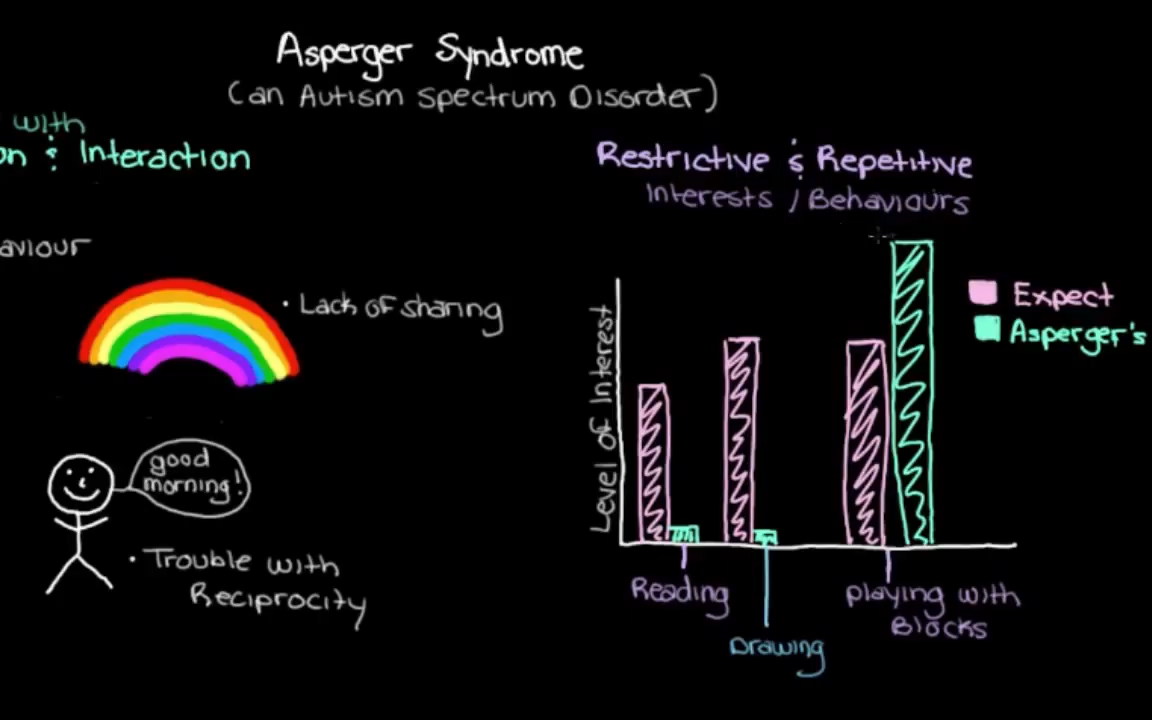 Asperger Syndrome
(an Autism Spectrum Disorder)
with
on & Interaction
aviour
• Lack of sharing
good
morning!
• Trouble with
Reciprocity
Restrictive & Repetitive
Interests / Behaviours
Expect
Asperger's
Level of Interest
Reading
Drawing
playing with
Blocks